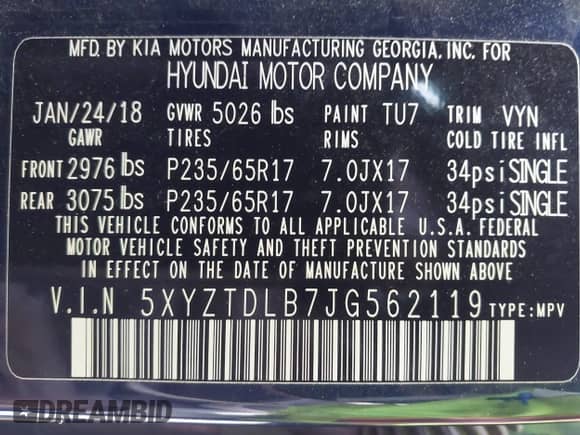 MFD. BY KIA MOTORS MANUFACTURING GEORGIA, INC. FOR
HYUNDAI MOTOR COMPANY
JAN/24/18 GVWR 5026 lbs PAINT TU7 TRIM VYN
GAWR TIRES RIMS COLD TIRE INFL
FRONT 2976 lbs P235/65R17 7.0JX17 34psi SINGLE
REAR 3075 lbs P235/65R17 7.0JX17 34psi SINGLE
THIS VEHICLE CONFORMS TO ALL APPLICABLE U.S.A. FEDERAL
MOTOR VEHICLE SAFETY AND THEFT PREVENTION STANDARDS
IN EFFECT ON THE DATE OF MANUFACTURE SHOWN ABOVE.
V.I.N 5XYZTDLB7JG562119 TYPE: MPV
DREAMBID